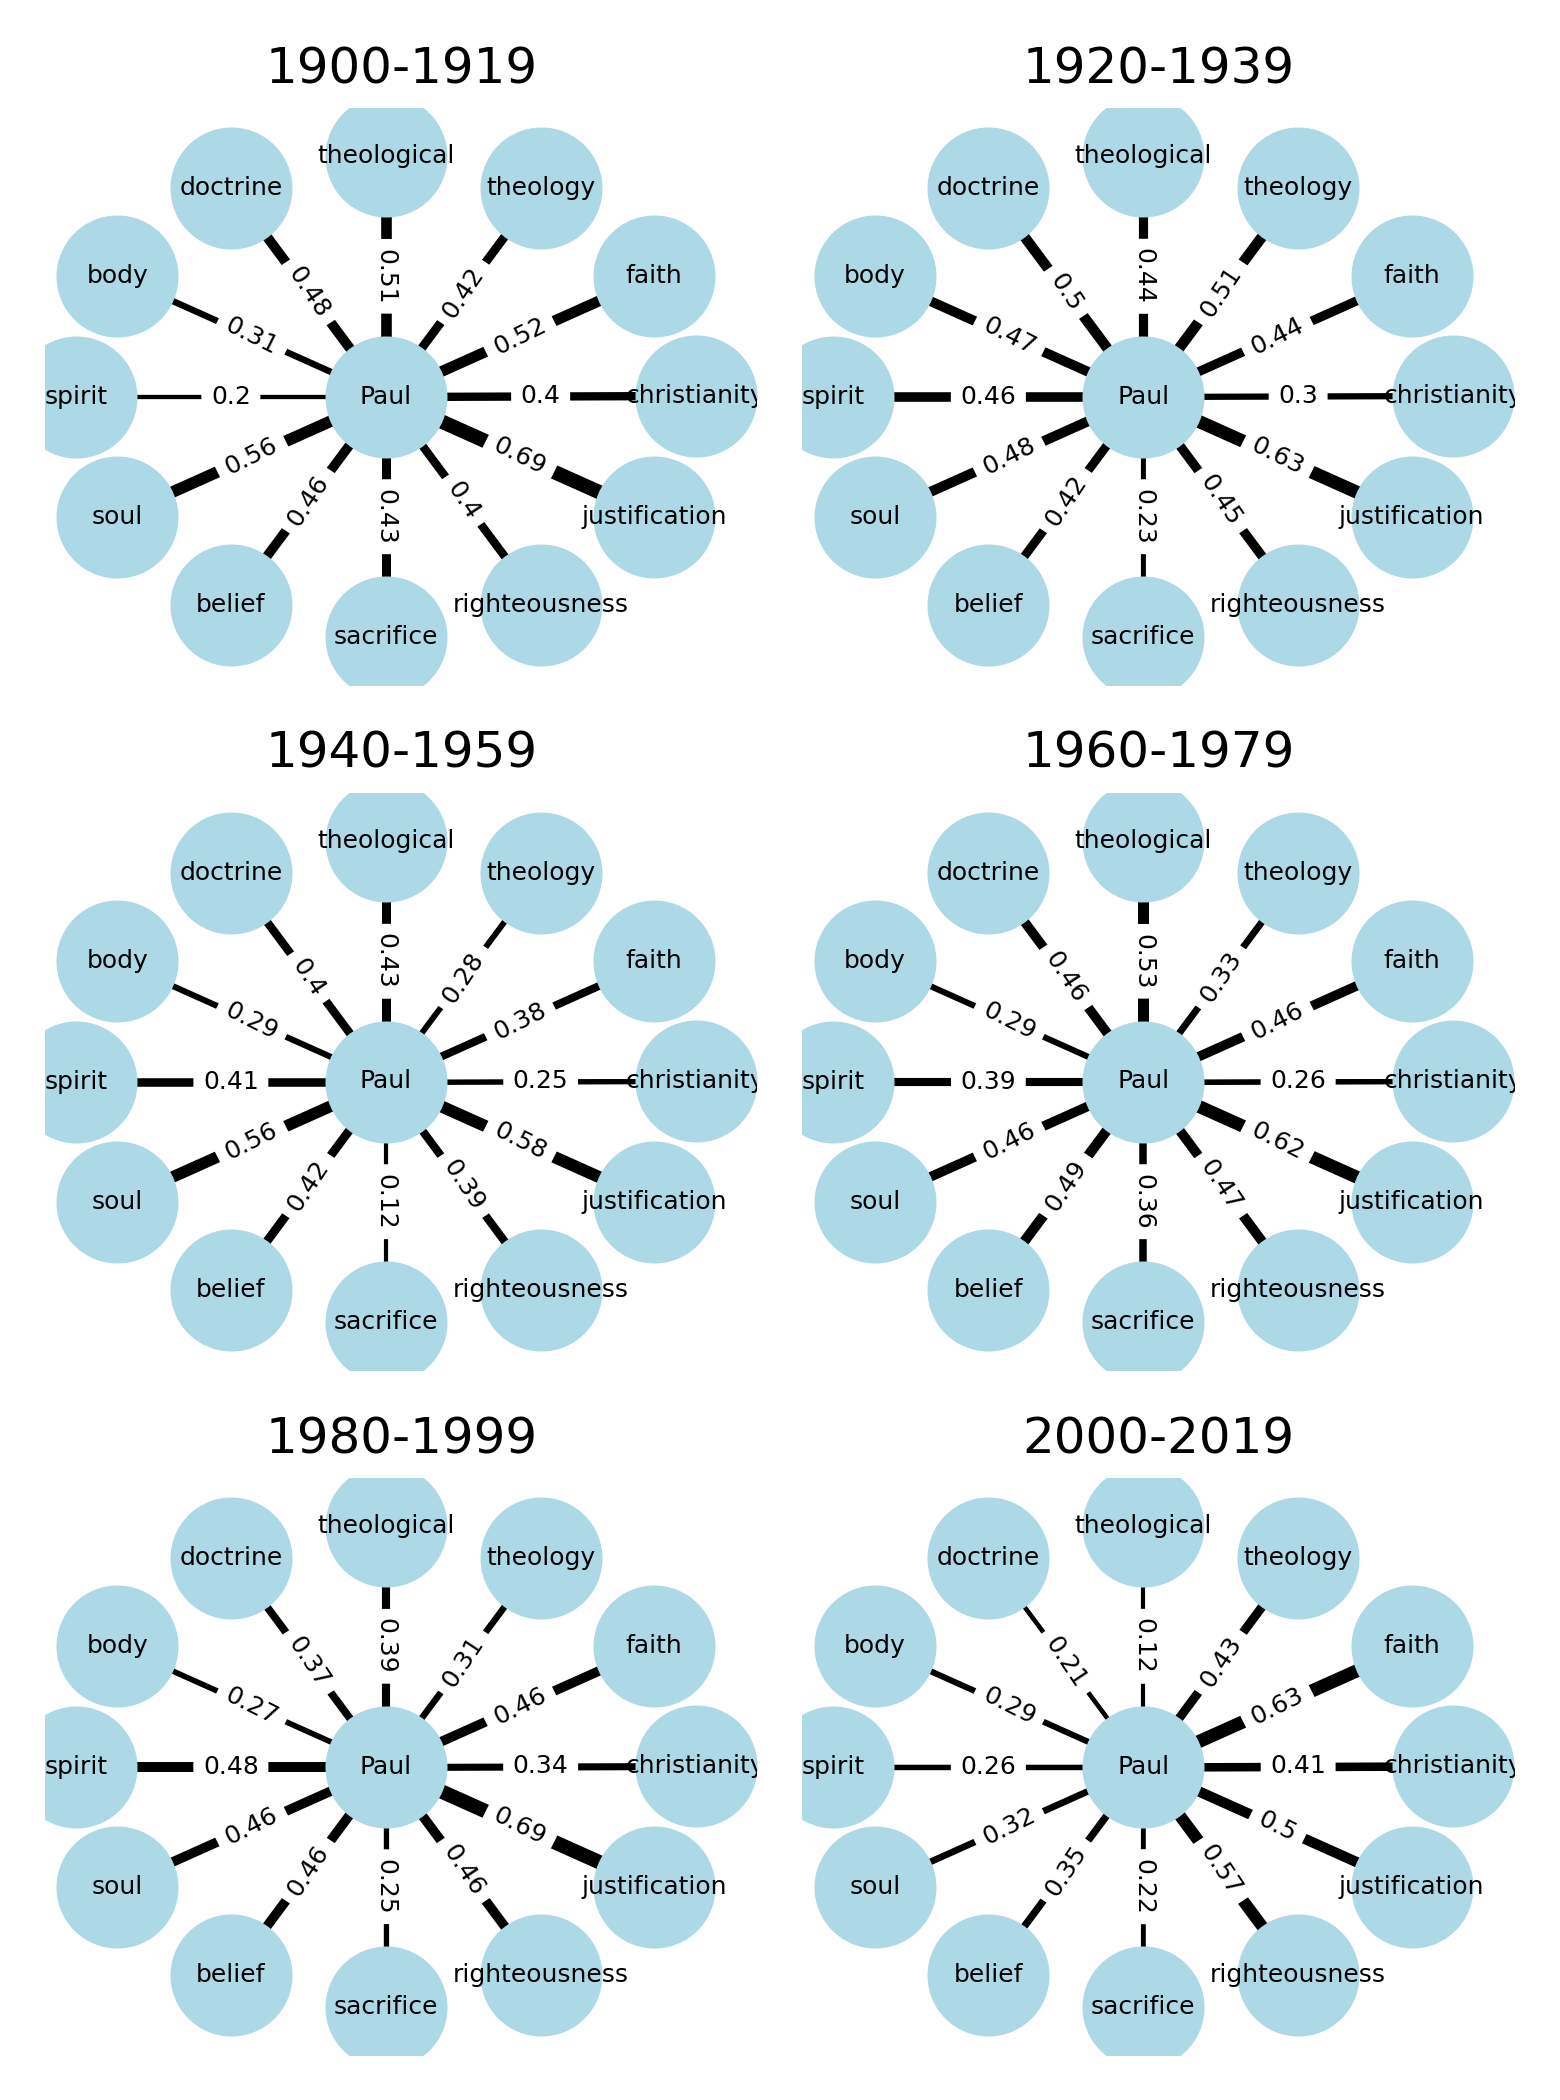 1900-1919
theological
doctrine
theology
body
faith
0.48
0.51
0.42
0.31
0.52
spirit
0.2
Paul
0.4
christianity
0.56
0.69
0.46
0.43
0.4
soul
justification
belief
righteousness
sacrifice
1920-1939
theological
doctrine
theology
body
faith
0.5
0.44
0.51
0.47
0.44
spirit
0.46
Paul
0.3
christianity
0.48
0.63
0.42
0.23
0.45
soul
justification
belief
righteousness
sacrifice
1940-1959
theological
doctrine
theology
body
faith
0.4
0.43
0.28
0.29
0.38
spirit
0.41
Paul
0.25
christianity
0.56
0.58
0.42
0.12
0.39
soul
justification
belief
righteousness
sacrifice
1960-1979
theological
doctrine
theology
body
faith
0.46
0.53
0.33
0.29
0.46
spirit
0.39
Paul
0.26
christianity
0.46
0.62
0.49
0.36
0.47
soul
justification
belief
righteousness
sacrifice
1980-1999
theological
doctrine
theology
body
faith
0.37
0.39
0.31
0.27
0.46
spirit
0.48
Paul
0.34
christianity
0.46
0.69
0.46
0.25
0.46
soul
justification
belief
righteousness
sacrifice
2000-2019
theological
doctrine
theology
body
faith
0.21
0.12
0.43
0.29
0.63
spirit
0.26
Paul
0.41
christianity
0.32
0.5
0.35
0.22
0.57
soul
justification
belief
righteousness
sacrifice